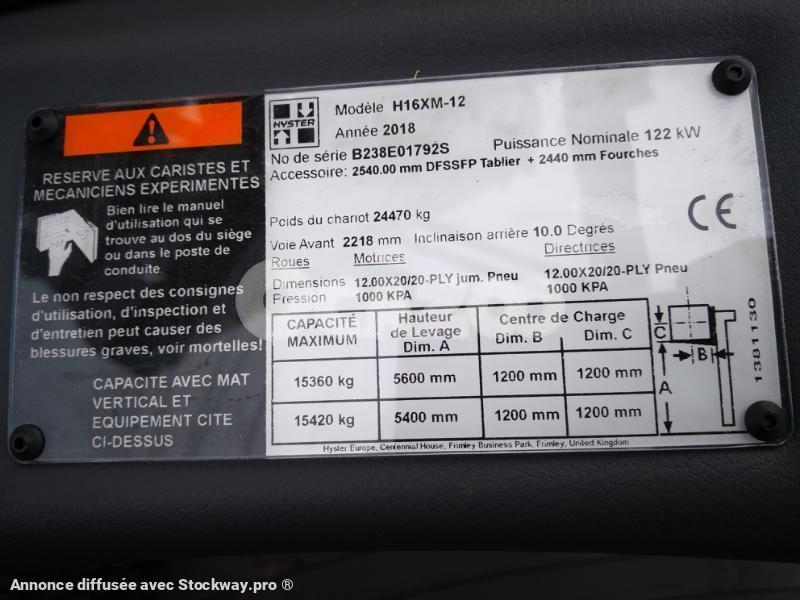 RESERVE AUX CARISTES ET
MECANICIENS EXPERIMENTES
Bien lire le manuel
d'utilisation qui se
trouve au dos du siège
ou dans le poste de
conduite.
Le non respect des consignes
d'utilisation, d'inspection et
d'entretien peut causer des
blessures graves, voir mortelles!
CAPACITE AVEC MAT
VERTICAL ET
EQUIPEMENT CITE
CI-DESSUS
HYSTER
Modèle H16XM-12
Année 2018
No de série B238E01792S Puissance Nominale 122 kW
Accessoire: 2540.00 mm DFSSFP Tablier + 2440 mm Fourches
Poids du chariot 24470 kg
CE
Voie Avant 2218 mm Inclinaison arrière 10.0 Degrés
Roues Motrices Directrices
Dimensions 12.00X20/20-PLY jum. Pneu 12.00X20/20-PLY Pneu
Pression 1000 KPA 1000 KPA
CAPACITÉ MAXIMUM
Hauteur de Levage Dim. A
Centre de Charge
Dim. B Dim. C
15360 kg 5600 mm 1200 mm 1200 mm
15420 kg 5400 mm 1200 mm 1200 mm
C
B
A
1381130
Hyster Europe, Centennial House, Frimley Business Park, Frimley, United Kingdom
Annonce diffusée avec Stockway.pro ®